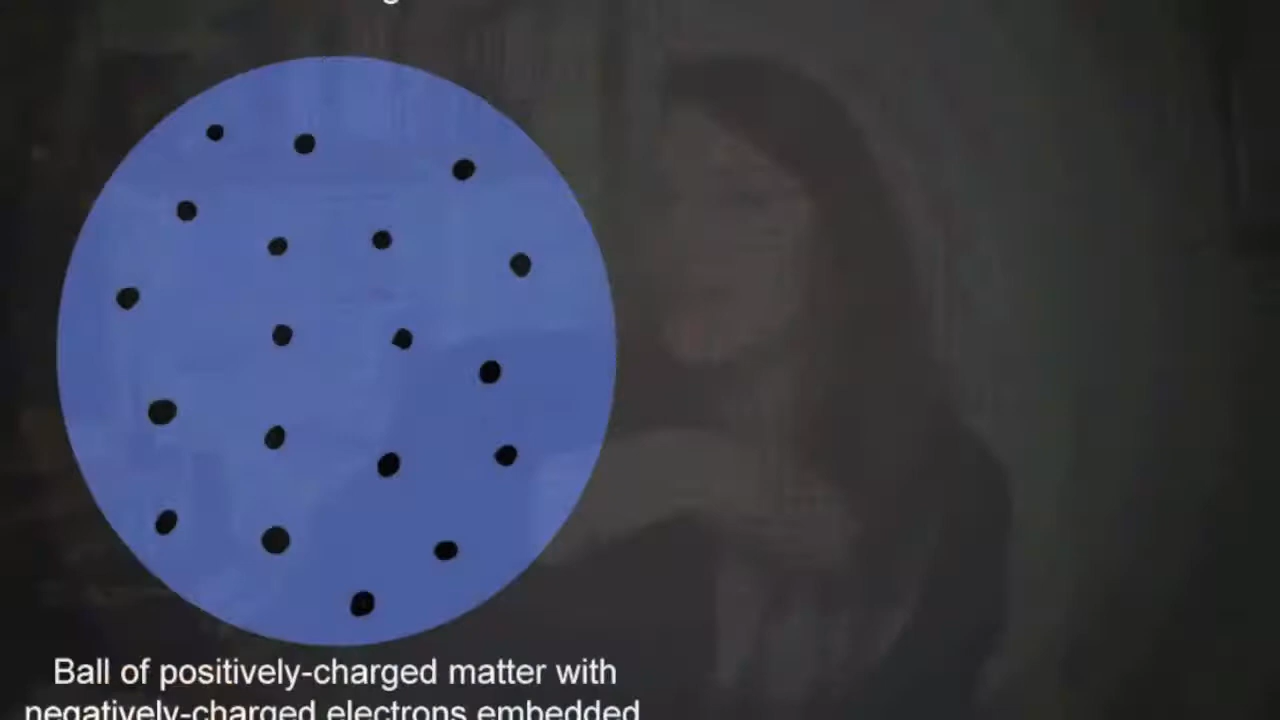 Ball of positively-charged matter with
negatively-charged electrons embedded